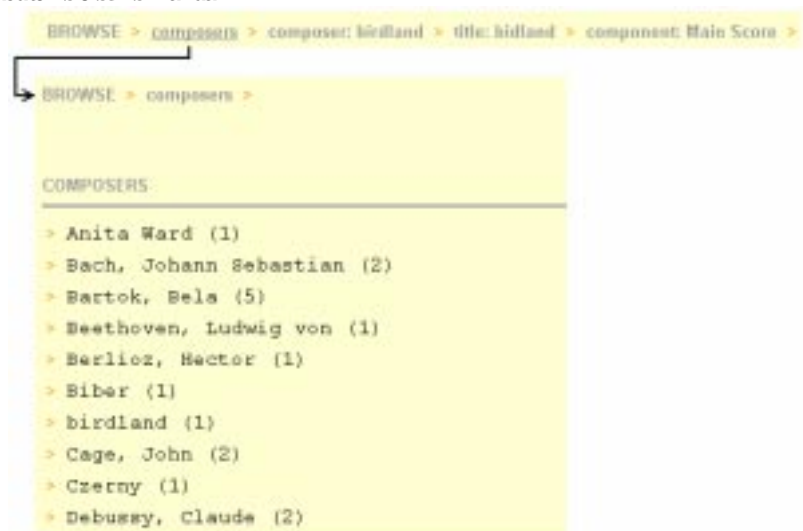 BROWSE > composers > composer: birdland > title: bidland > component: Main Score >
BROWSE > composers >
COMPOSERS
> Anita Ward (1)
> Bach, Johann Sebastian (2)
> Bartok, Bela (5)
> Beethoven, Ludwig von (1)
> Berlioz, Hector (1)
> Biber (1)
> birdland (1)
> Cage, John (2)
> Czerny (1)
> Debussy, Claude (2)